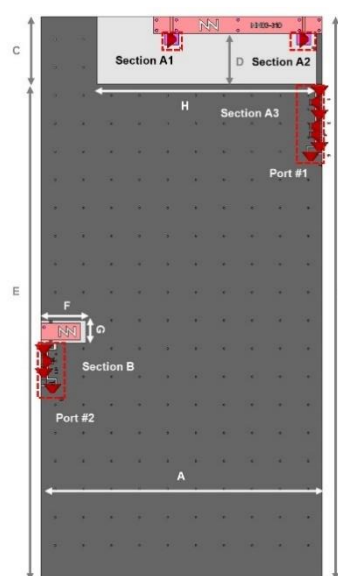 C
D
Section A1
Section A2
H
Section A3
Port #1
E
F
G
Section B
Port #2
A